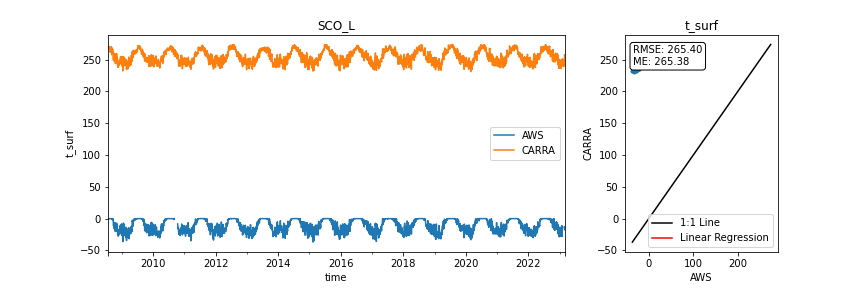 SCO_L
t_surf
250
200
150
100
50
0
−50
t_surf
AWS
CARRA
2010
2012
2014
2016
2018
2020
2022
time
t_surf
RMSE: 265.40
ME: 265.38
250
200
150
100
50
0
−50
CARRA
1:1 Line
Linear Regression
0
100
200
AWS